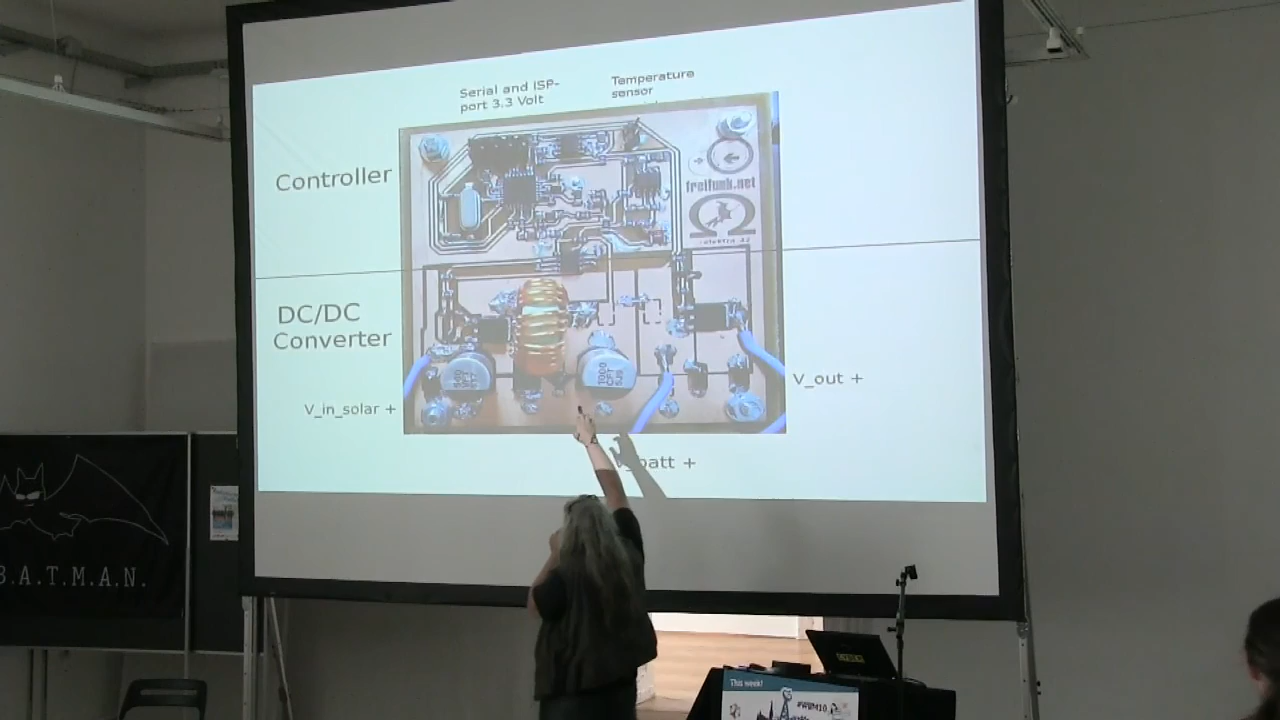 Serial and ISP-
port 3.3 Volt
Temperature
sensor
Controller
freifunk.net
DC/DC
Converter
V_out +
V_in_solar +
V_batt +
B.A.T.M.A.N.
This week!